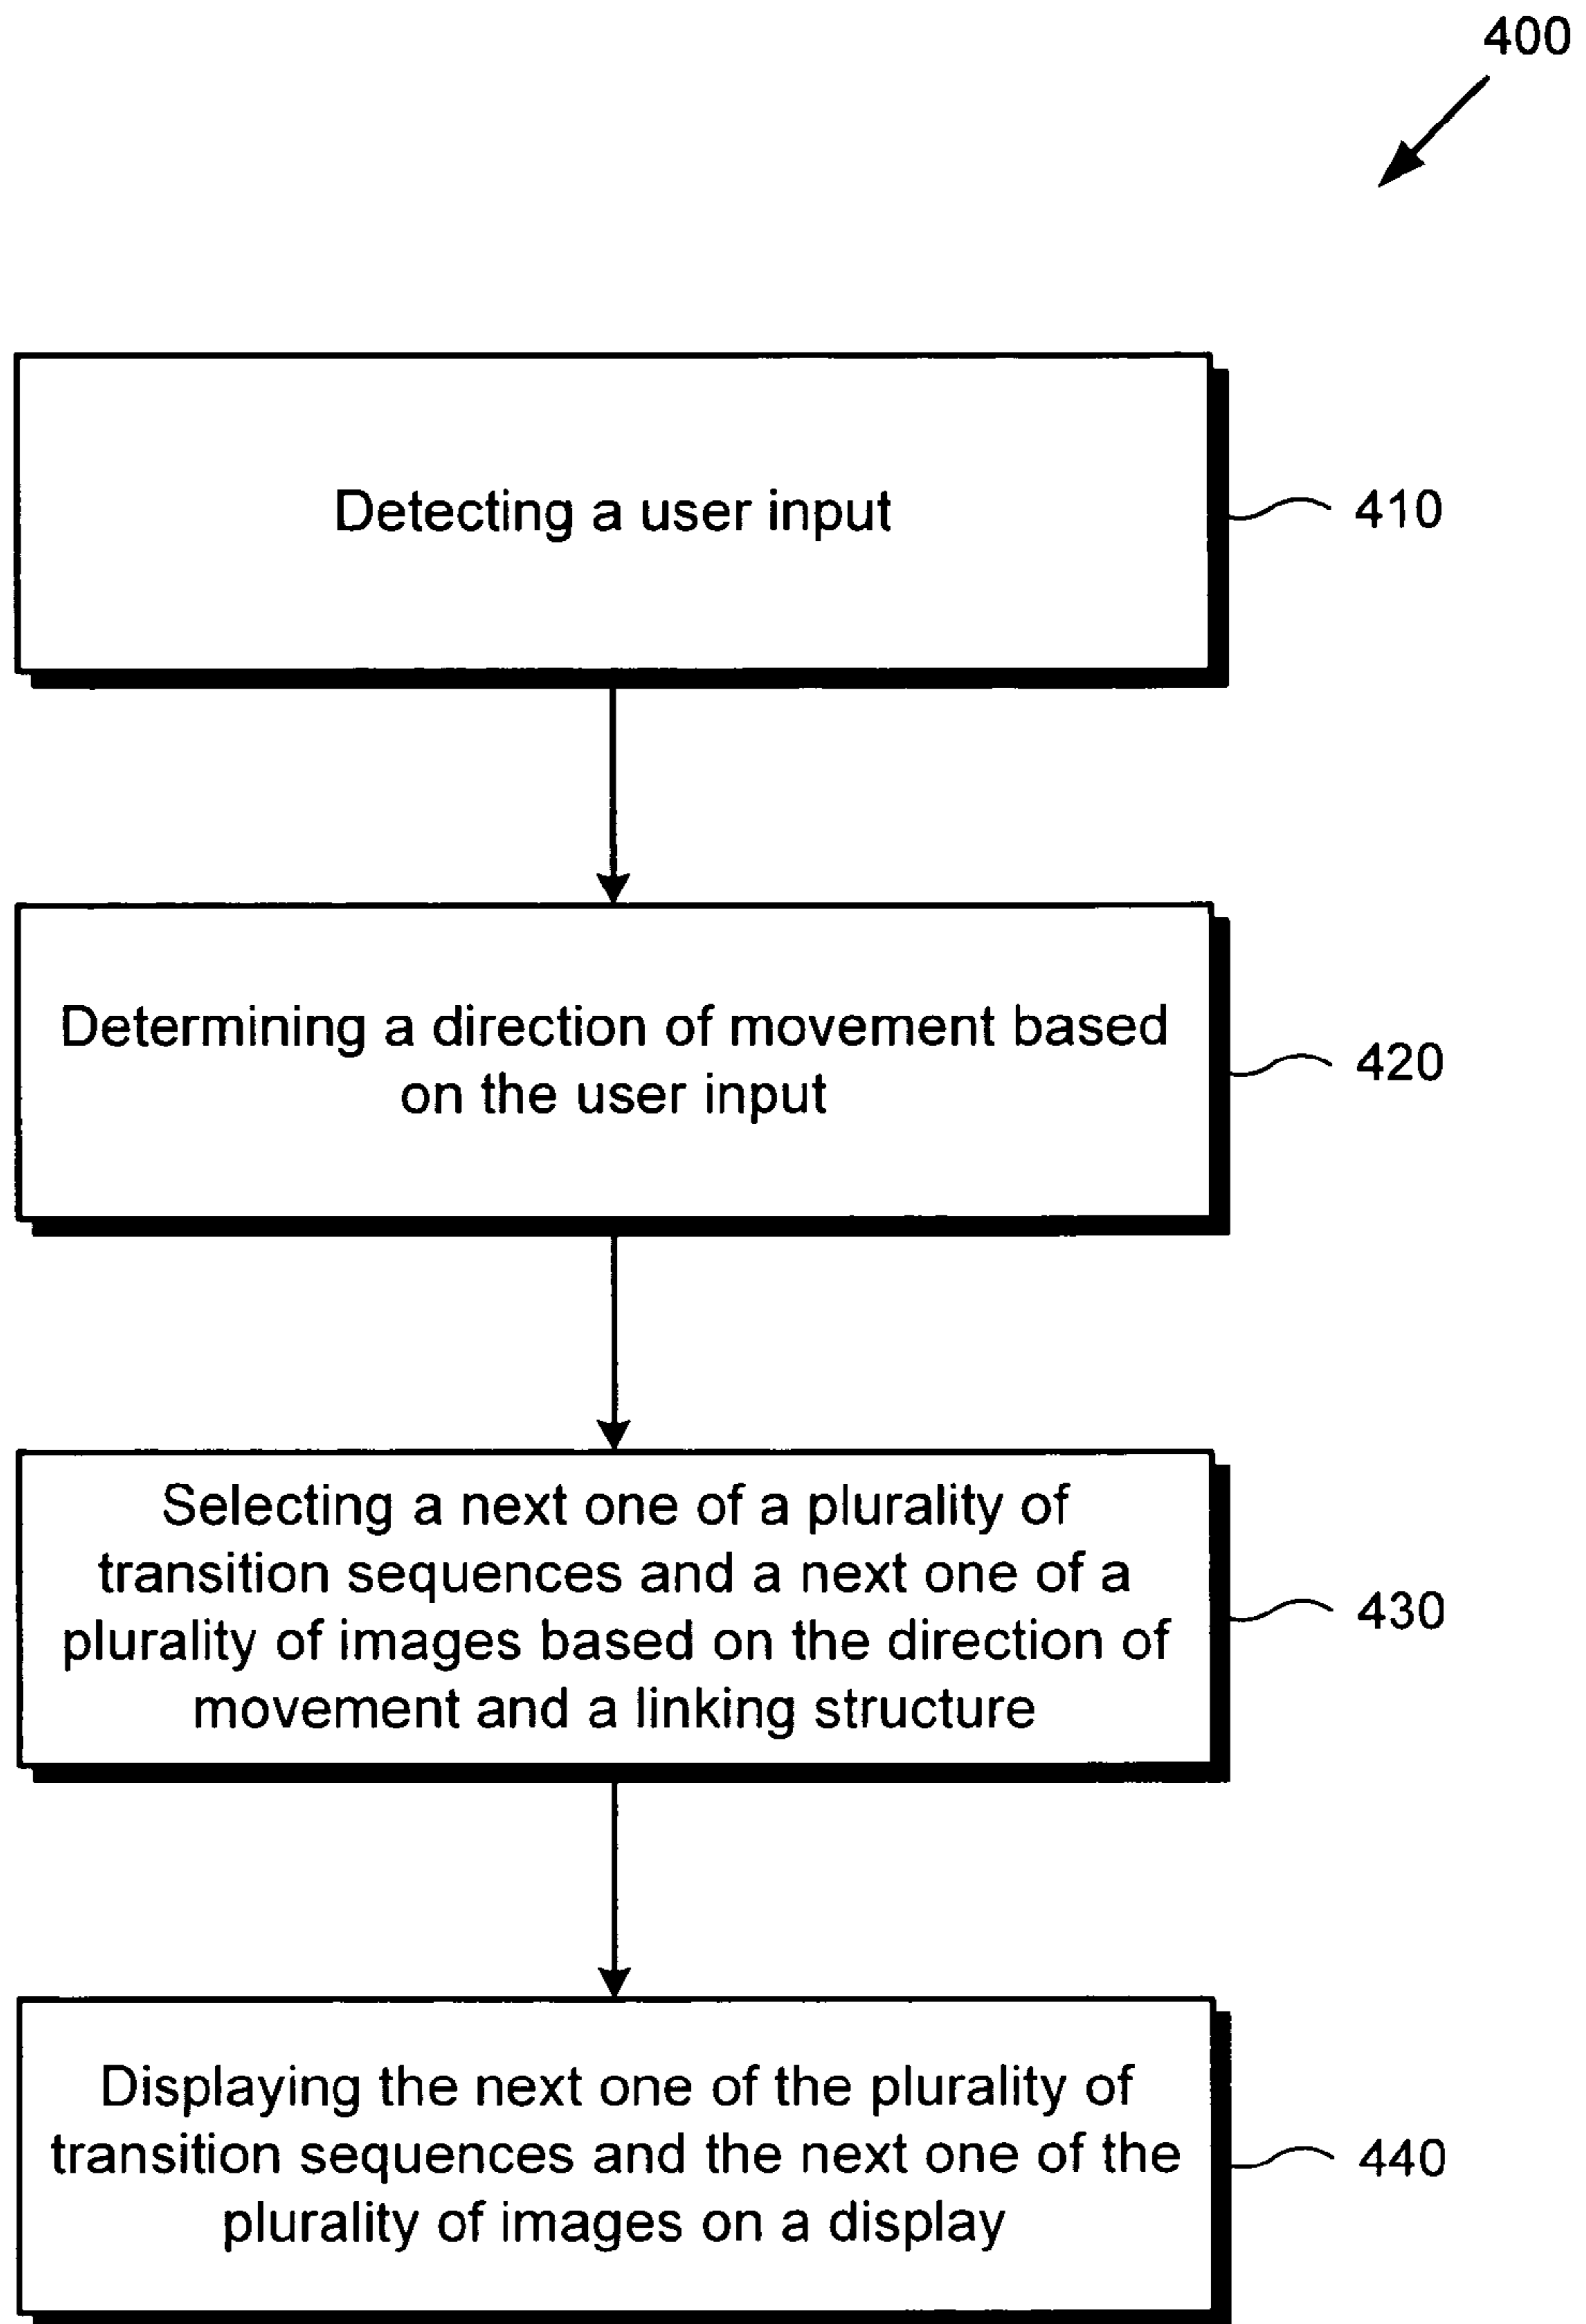 400
Detecting a user input
410
Determining a direction of movement based
on the user input
420
Selecting a next one of a plurality of
transition sequences and a next one of a
plurality of images based on the direction of
movement and a linking structure
430
Displaying the next one of the plurality of
transition sequences and the next one of the
plurality of images on a display
440